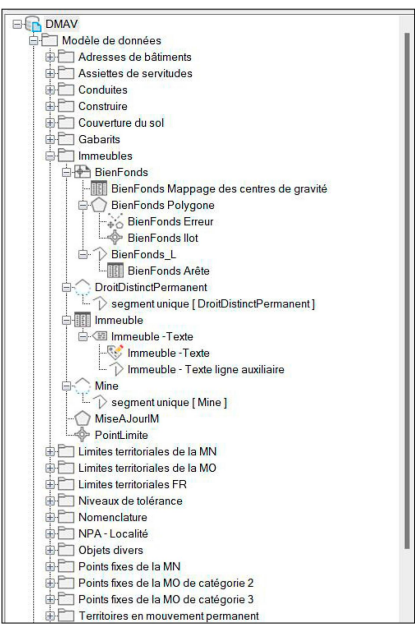 DMAV
Modèle de données
Adresses de bâtiments
Assiettes de servitudes
Conduites
Construire
Couverture du sol
Gabarits
Immeubles
BienFonds
BienFonds Mappage des centres de gravité
BienFonds Polygone
BienFonds Erreur
BienFonds Ilot
BienFonds_L
BienFonds Arête
DroitDistinctPermanent
segment unique [ DroitDistinctPermanent ]
Immeuble
Immeuble -Texte
Immeuble -Texte
Immeuble - Texte ligne auxiliaire
Mine
segment unique [ Mine ]
MiseAJourIM
PointLimite
Limites territoriales de la MN
Limites territoriales de la MO
Limites territoriales FR
Niveaux de tolérance
Nomenclature
NPA - Localité
Objets divers
Points fixes de la MN
Points fixes de la MO de catégorie 2
Points fixes de la MO de catégorie 3
Territoires en mouvement permanent